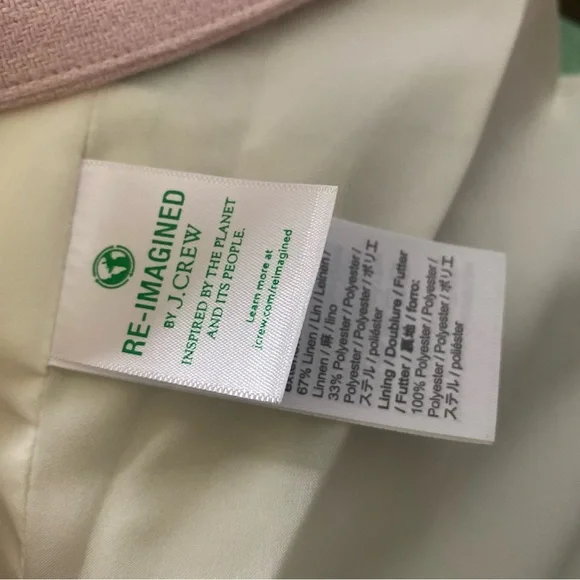 RE-IMAGINED
BY J.CREW
INSPIRED BY THE PLANET
AND ITS PEOPLE.
Learn more at
jcrew.com/reimagined
67% Linen / Lin / Leinen /
Linnen / 麻 / lino
33% Polyester / Polyester /
Polyester / Polyester / ポリエ
ステル / poliéster
Lining / Doublure / Futter
/ Futter / 裏地 / forro:
100% Polyester / Polyester /
Polyester / Polyester / ポリエ
ステル / poliéster